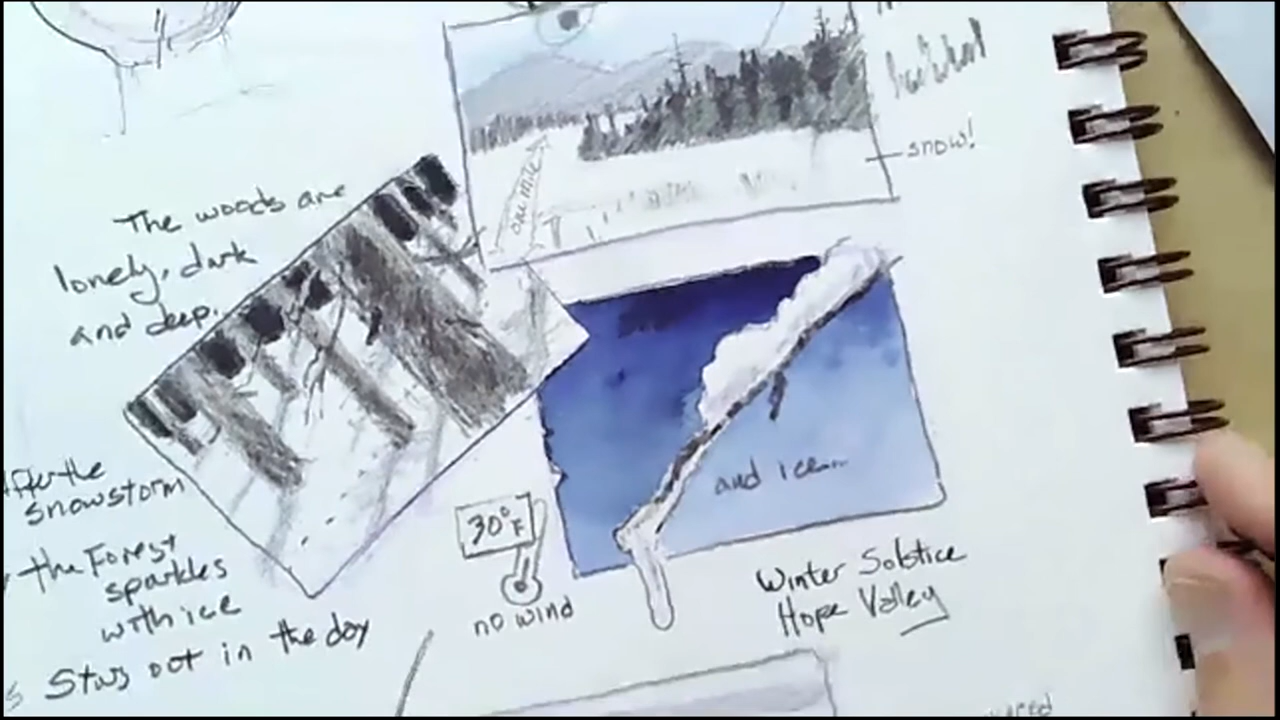 snow!
one mile
The woods are
lonely, dark
and deep.
After the
snowstorm
the Forest
sparkles
with ice
Stars out in the day
30°F
no wind
and ice...
Winter Solstice
Hope Valley